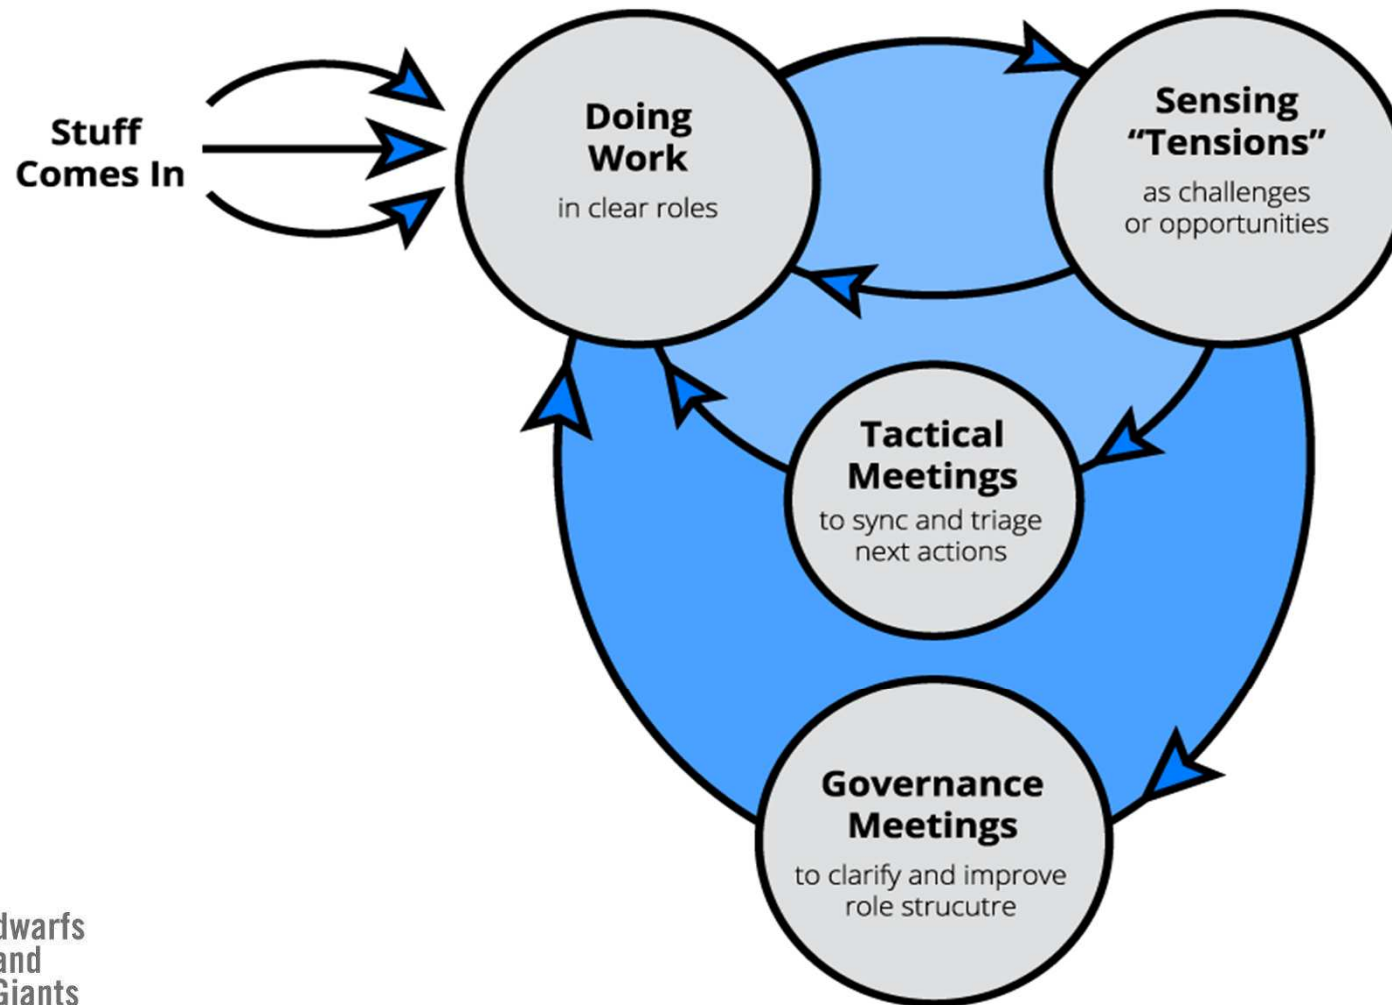 Stuff
Comes In
Doing
Work
in clear roles
Sensing
“Tensions”
as challenges
or opportunities
Tactical
Meetings
to sync and triage
next actions
Governance
Meetings
to clarify and improve
role strucutre
dwarfs
and
Giants